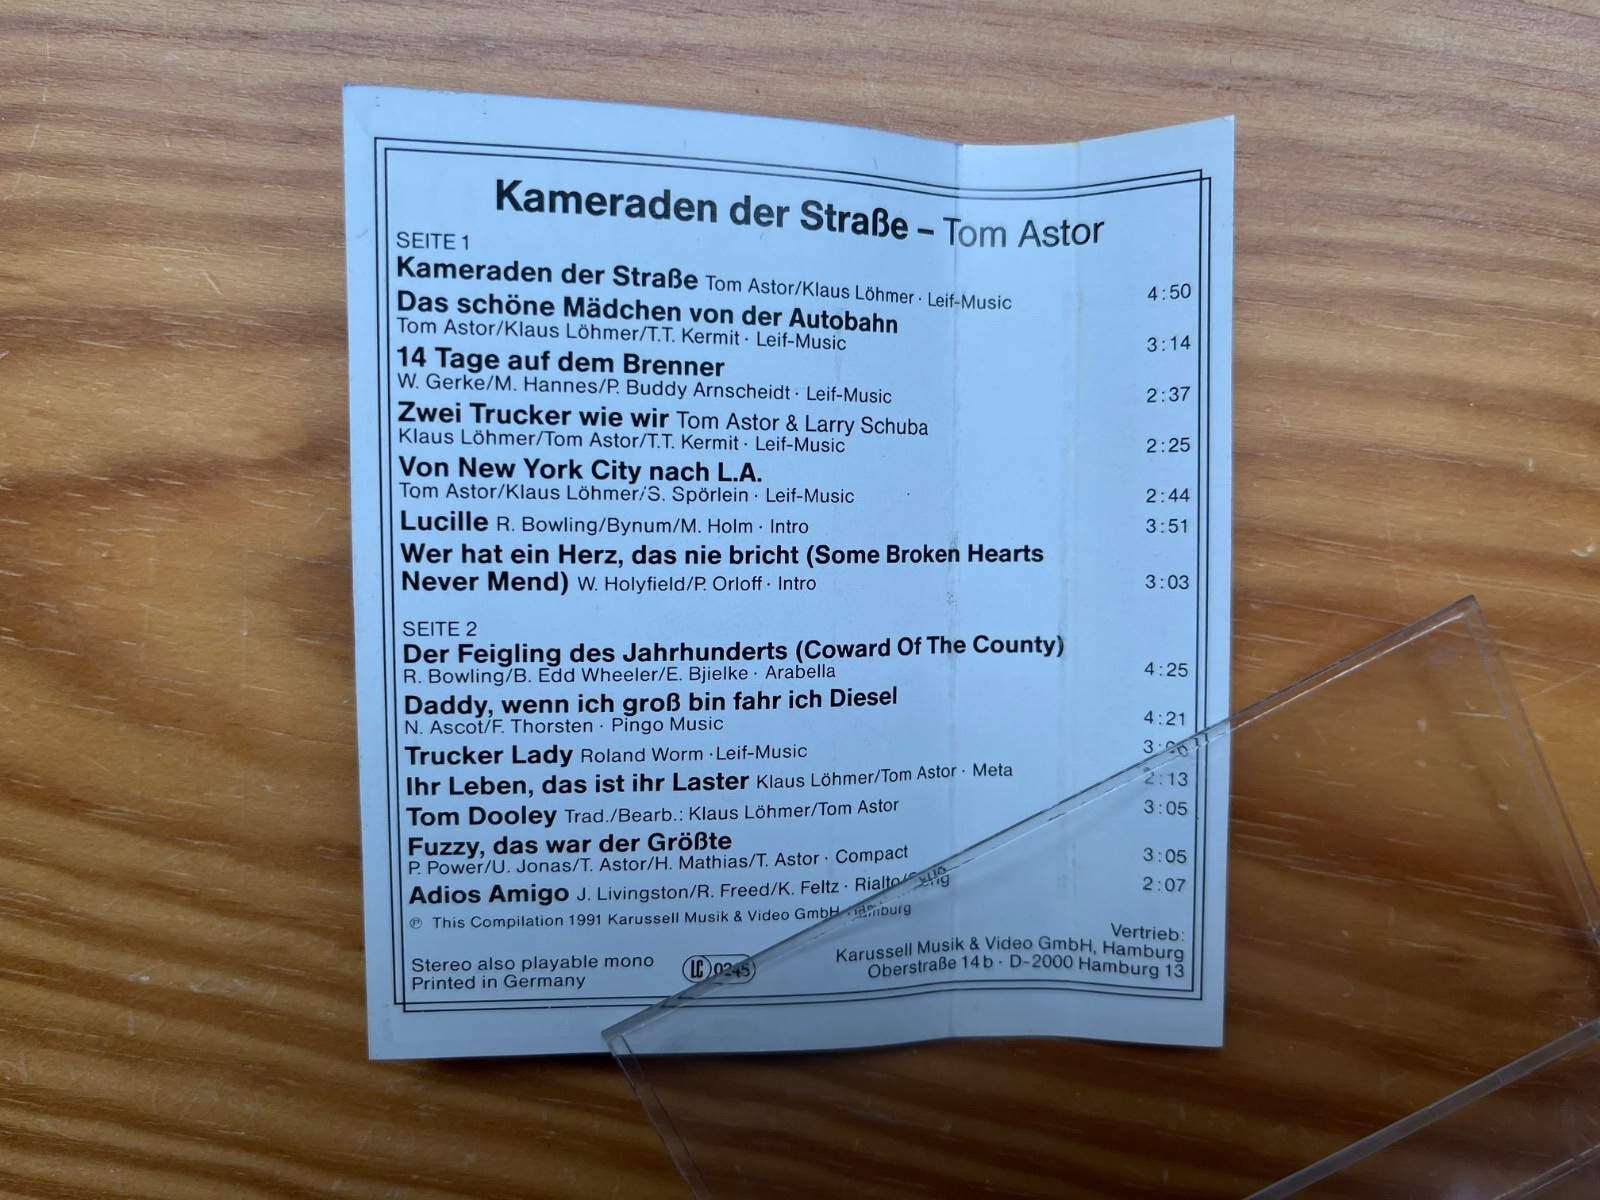 Kameraden der Straße – Tom Astor
SEITE 1
Kameraden der Straße Tom Astor/Klaus Löhmer · Leif-Music 4:50
Das schöne Mädchen von der Autobahn
Tom Astor/Klaus Löhmer/T.T. Kermit · Leif-Music 3:14
14 Tage auf dem Brenner
W. Gerke/M. Hannes/P. Buddy Arnscheidt · Leif-Music 2:37
Zwei Trucker wie wir Tom Astor & Larry Schuba
Klaus Löhmer/Tom Astor/T.T. Kermit · Leif-Music 2:25
Von New York City nach L.A.
Tom Astor/Klaus Löhmer/S. Spörlein · Leif-Music 2:44
Lucille R. Bowling/Bynum/M. Holm · Intro 3:51
Wer hat ein Herz, das nie bricht (Some Broken Hearts
Never Mend) W. Holyfield/P. Orloff · Intro 3:03
SEITE 2
Der Feigling des Jahrhunderts (Coward Of The County)
R. Bowling/B. Edd Wheeler/E. Bjielke · Arabella 4:25
Daddy, wenn ich groß bin fahr ich Diesel
N. Ascot/F. Thorsten · Pingo Music 4:21
Trucker Lady Roland Worm ·Leif-Music
Ihr Leben, das ist ihr Laster Klaus Löhmer/Tom Astor · Meta 2:13
Tom Dooley Trad./Bearb.: Klaus Löhmer/Tom Astor 3:05
Fuzzy, das war der Größte
P. Power/U. Jonas/T. Astor/H. Mathias/T. Astor · Compact 3:05
Adios Amigo J. Livingston/R. Freed/K. Feltz · Rialto/ 2:07
℗ This Compilation 1991 Karussell Musik & Video GmbH, Hamburg
Stereo also playable mono
Printed in Germany
LC 0245
Vertrieb:
Karussell Musik & Video GmbH, Hamburg
Oberstraße 14b · D-2000 Hamburg 13